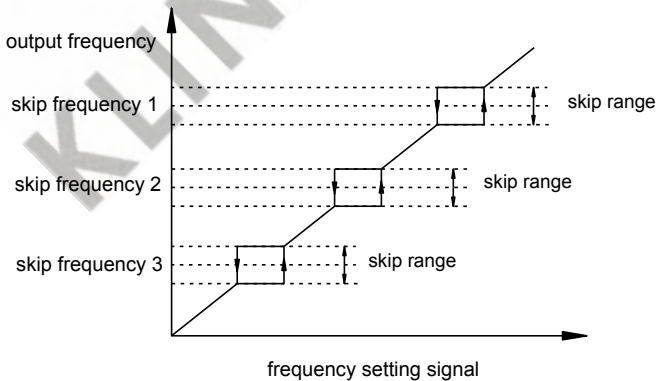 output frequency
skip frequency 1
skip range
skip frequency 2
skip range
skip frequency 3
skip range
frequency setting signal
KLIN